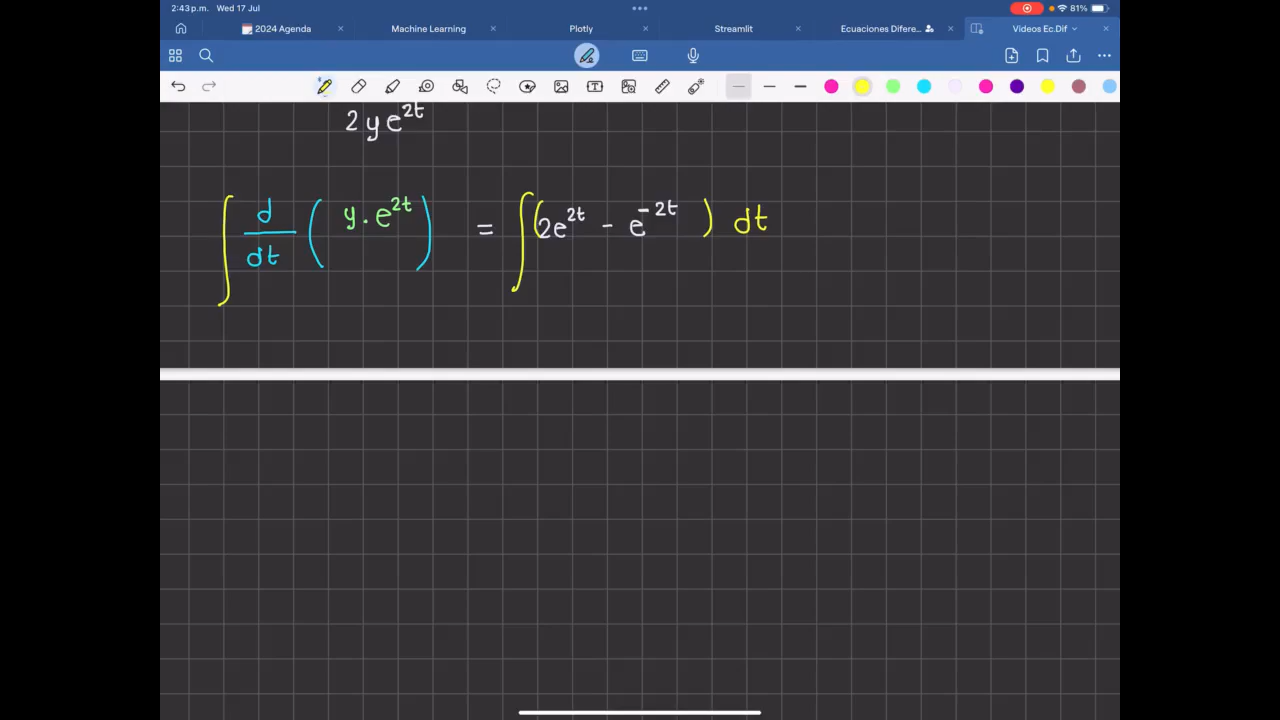 2:43 p.m. Wed 17 Jul
81%
2024 Agenda
Machine Learning
Plotly
Streamlit
Ecuaciones Difere...
Videos Ec.Dif
2 y e^{2t}
∫ d/dt ( y · e^{2t} ) = ∫ ( 2e^{2t} - e^{-2t} ) dt